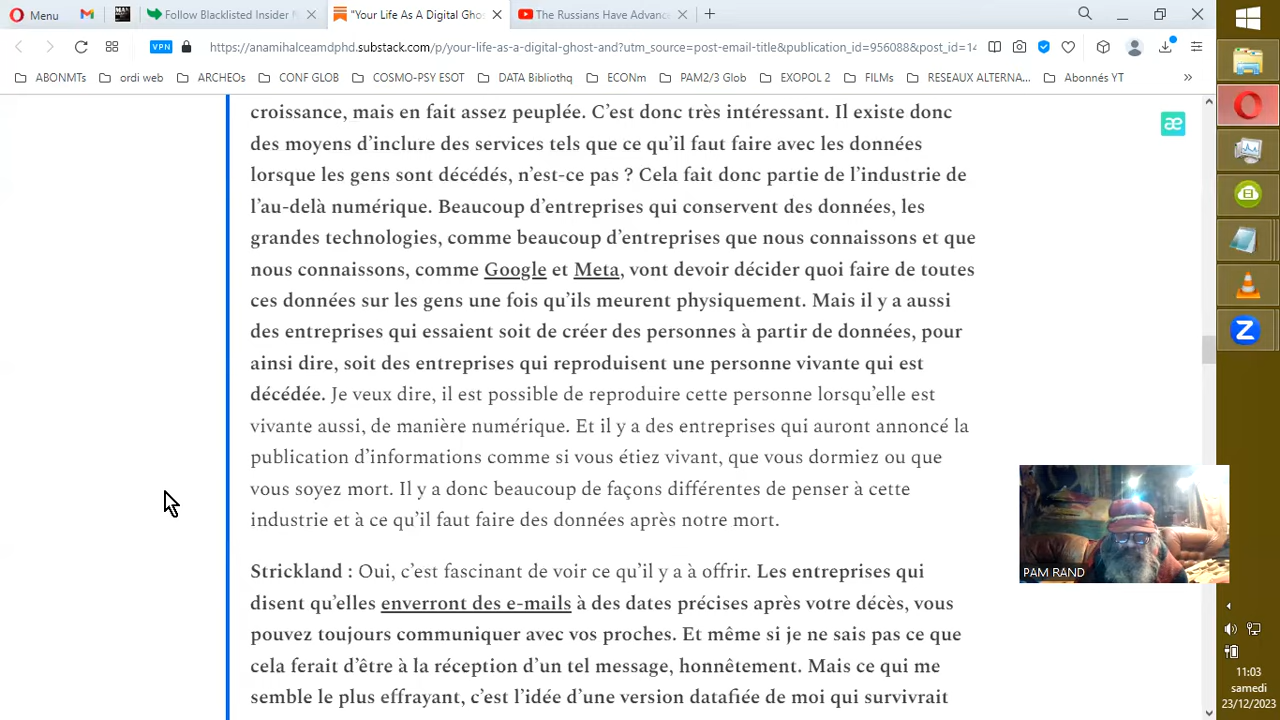 Menu
Follow Blacklisted Insider
"Your Life As A Digital Ghos
The Russians Have Advanc
VPN
https://anamihalceamdphd.substack.com/p/your-life-as-a-digital-ghost-and?utm_source=post-email-title&publication_id=956088&post_id=14
ABONMTs
ordi web
ARCHEOs
CONF GLOB
COSMO-PSY ESOT
DATA Biblmhq
ECONm
PAM2/3 Glob
EXOPOL 2
FILMs
RESEAUX ALTERNA...
Abonnés YT
»
croissance, mais en fait assez peuplée. C’est donc très intéressant. Il existe donc
des moyens d’inclure des services tels que ce qu’il faut faire avec les données
lorsque les gens sont décédés, n’est-ce pas ? Cela fait donc partie de l’industrie de
l’au-delà numérique. Beaucoup d’entreprises qui conservent des données, les
grandes technologies, comme beaucoup d’entreprises que nous connaissons et que
nous connaissons, comme Google et Meta, vont devoir décider quoi faire de toutes
ces données sur les gens une fois qu’ils meurent physiquement. Mais il y a aussi
des entreprises qui essaient soit de créer des personnes à partir de données, pour
ainsi dire, soit des entreprises qui reproduisent une personne vivante qui est
décédée. Je veux dire, il est possible de reproduire cette personne lorsqu’elle est
vivante aussi, de manière numérique. Et il y a des entreprises qui auront annoncé la
publication d’informations comme si vous étiez vivant, que vous dormiez ou que
vous soyez mort. Il y a donc beaucoup de façons différentes de penser à cette
industrie et à ce qu’il faut faire des données après notre mort.
Strickland : Oui, c’est fascinant de voir ce qu’il y a à offrir. Les entreprises qui
disent qu’elles enverront des e-mails à des dates précises après votre décès, vous
pouvez toujours communiquer avec vos proches. Et même si je ne sais pas ce que
cela ferait d’être à la réception d’un tel message, honnêtement. Mais ce qui me
semble le plus effrayant, c’est l’idée d’une version datafiée de moi qui survivrait
æ
PAM RAND
Z
11:03
samedi
23/12/2023